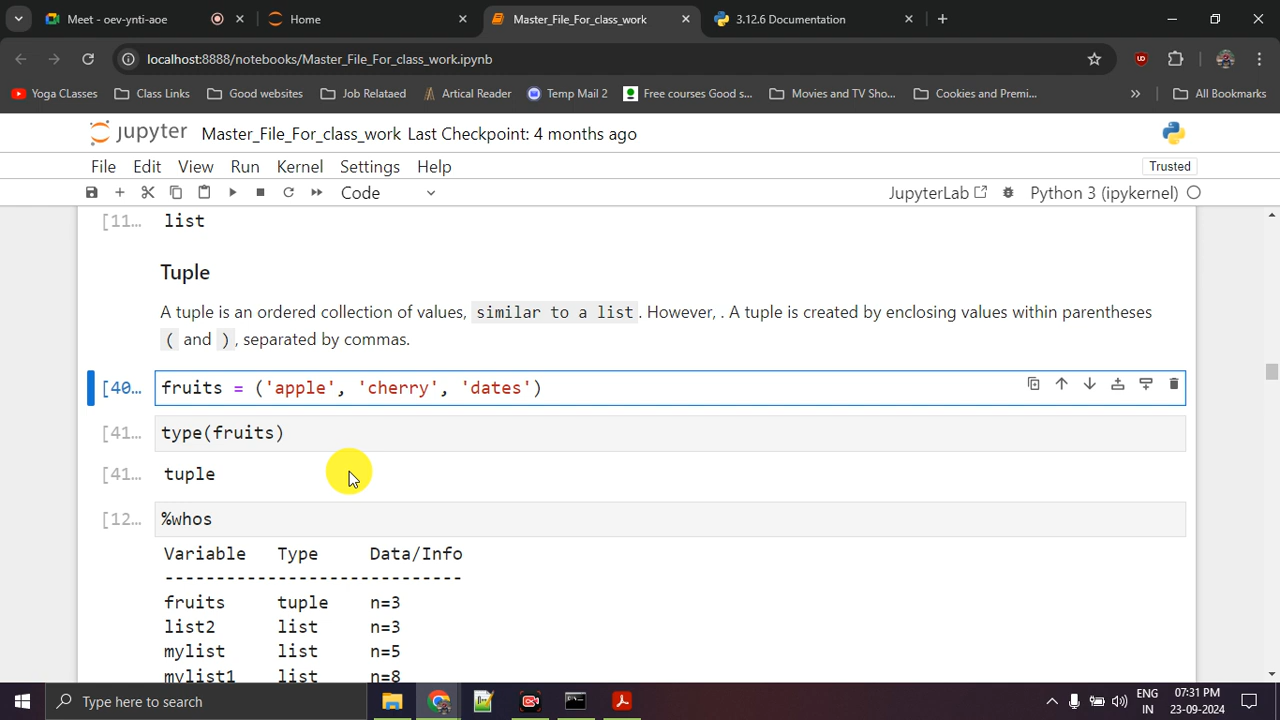 Meet - oev-ynti-aoe
Home
Master_File_For_class_work
3.12.6 Documentation
localhost:8888/notebooks/Master_File_For_class_work.ipynb
Yoga CLasses
Class Links
Good websites
Job Relataed
Artical Reader
Temp Mail 2
Free courses Good s...
Movies and TV Sho...
Cookies and Premi...
All Bookmarks
jupyter Master_File_For_class_work Last Checkpoint: 4 months ago
File Edit View Run Kernel Settings Help
Trusted
Code
JupyterLab
Python 3 (ipykernel)
[11... list
Tuple
A tuple is an ordered collection of values, similar to a list. However, . A tuple is created by enclosing values within parentheses
( and ), separated by commas.
[40... fruits = ('apple', 'cherry', 'dates')
[41... type(fruits)
[41... tuple
[12... %whos
Variable Type Data/Info
-----------------------------
fruits tuple n=3
list2 list n=3
mylist list n=5
mylist1 list n=8
Type here to search
ENG
IN
07:31 PM
23-09-2024